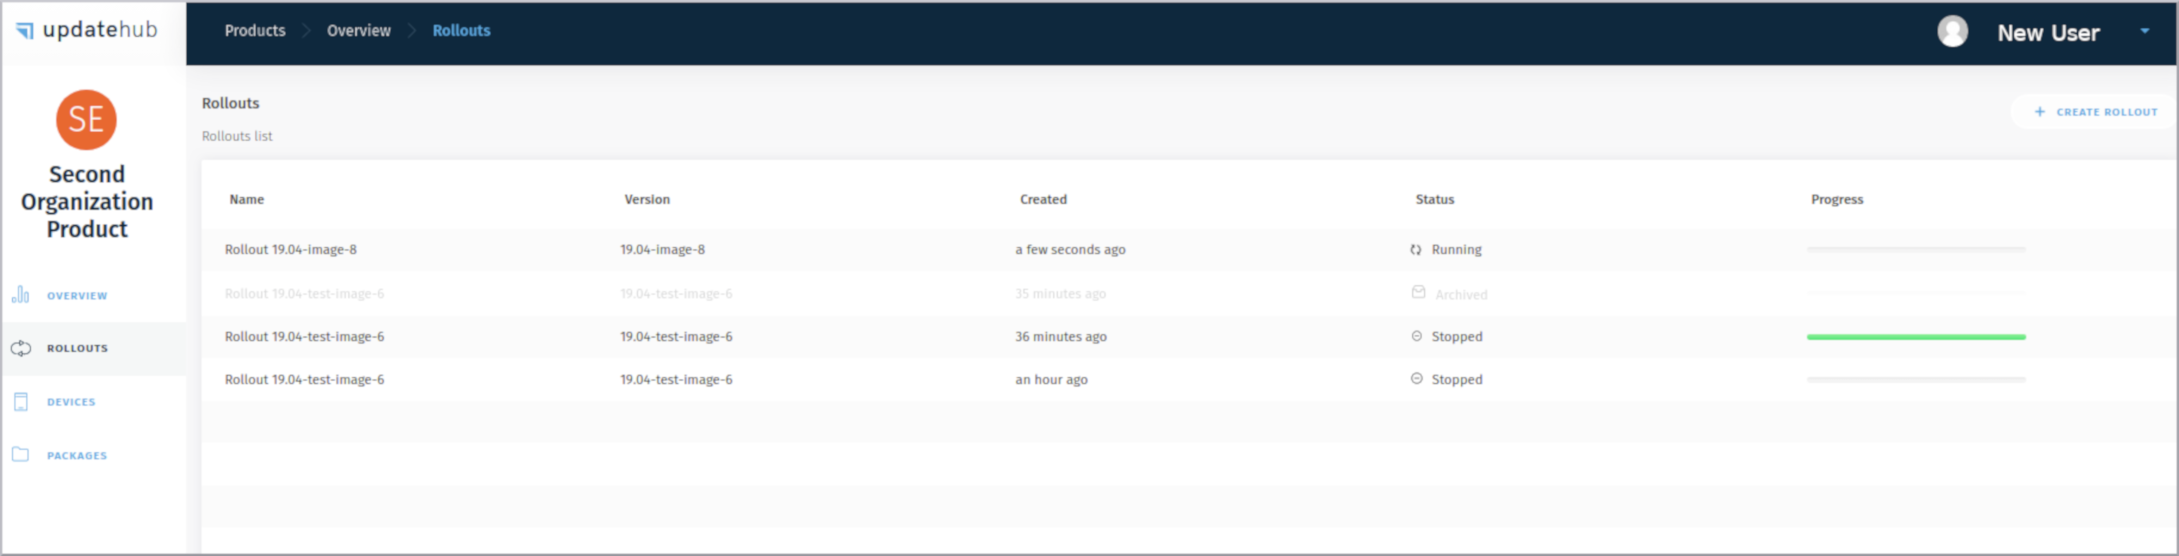 updatehub
Products Overview Rollouts
New User
SE
Second
Organization
Product
OVERVIEW
ROLLOUTS
DEVICES
PACKAGES
Rollouts
Rollouts list
+ CREATE ROLLOUT
Name Version Created Status Progress
Rollout 19.04-image-8 19.04-image-8 a few seconds ago Running
Rollout 19.04-test-image-6 19.04-test-image-6 35 minutes ago Archived
Rollout 19.04-test-image-6 19.04-test-image-6 36 minutes ago Stopped
Rollout 19.04-test-image-6 19.04-test-image-6 an hour ago Stopped